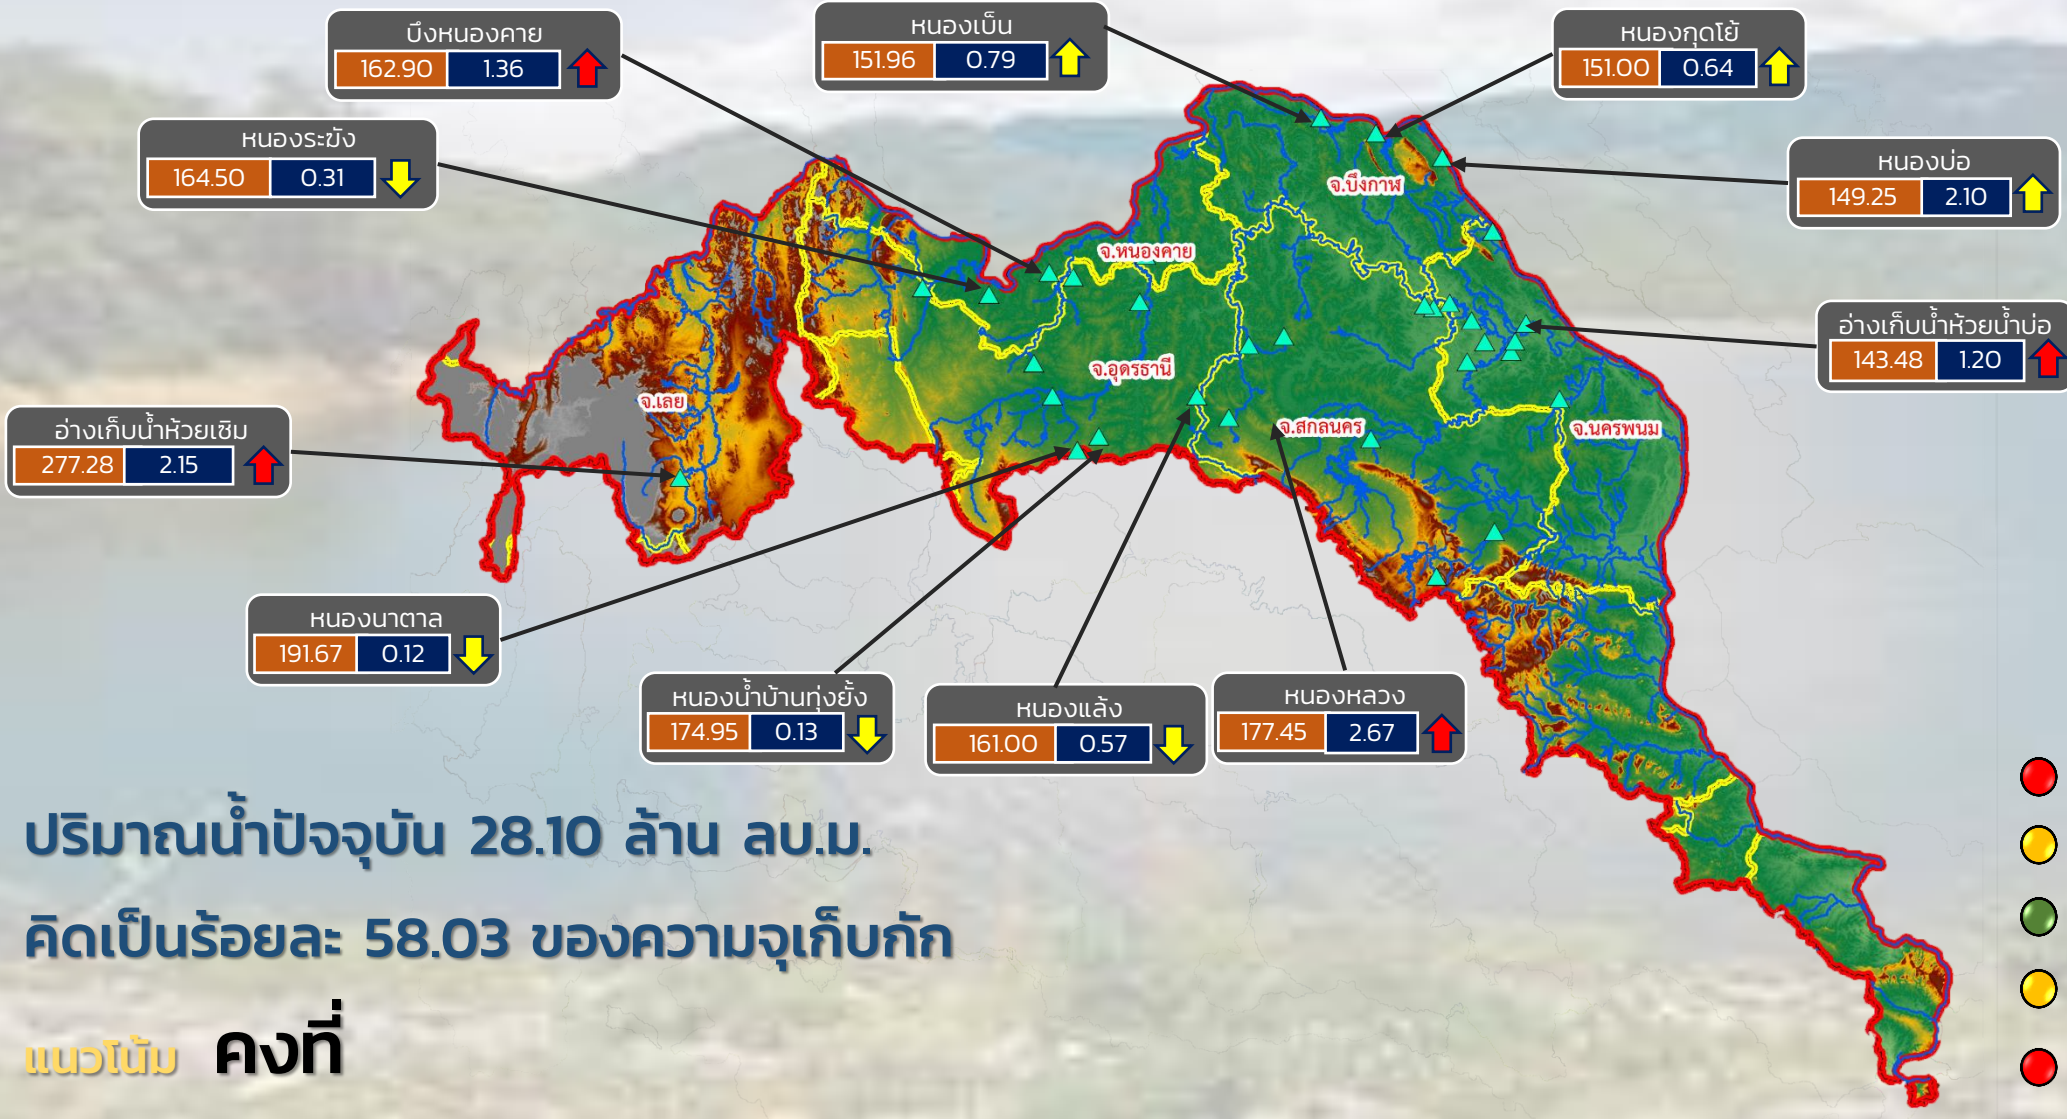 บึงหนองคาย
162.90 1.36
หนองเบ็น
151.96 0.79
หนองกุดโย้
151.00 0.64
หนองระฆัง
164.50 0.31
หนองบ่อ
149.25 2.10
จ.บึงกาฬ
จ.หนองคาย
อ่างเก็บน้ำห้วยน้ำบ่อ
143.48 1.20
จ.อุดรธานี
จ.เลย
จ.สกลนคร
จ.นครพนม
อ่างเก็บน้ำห้วยเซิม
277.28 2.15
หนองนาตาล
191.67 0.12
หนองน้ำบ้านทุ่งยั้ง
174.95 0.13
หนองแล้ง
161.00 0.57
หนองหลวง
177.45 2.67
ปริมาณน้ำปัจจุบัน 28.10 ล้าน ลบ.ม.
คิดเป็นร้อยละ 58.03 ของความจุเก็บกัก
แนวโน้ม คงที่